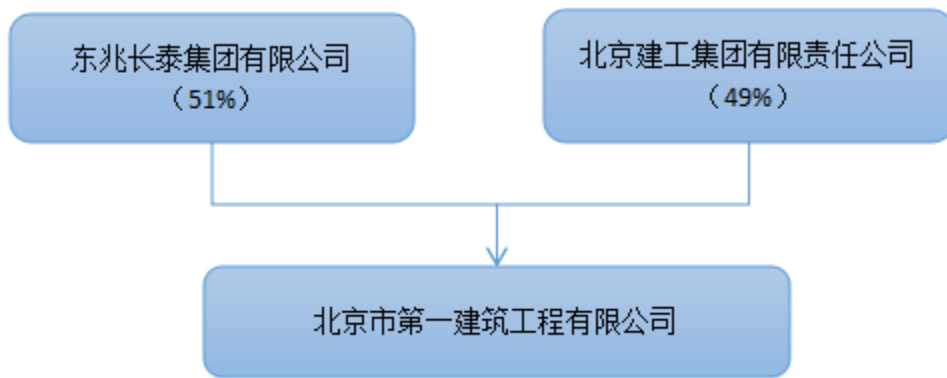 东兆长泰集团有限公司
（51%）
北京建工集团有限责任公司
（49%）
北京市第一建筑工程有限公司